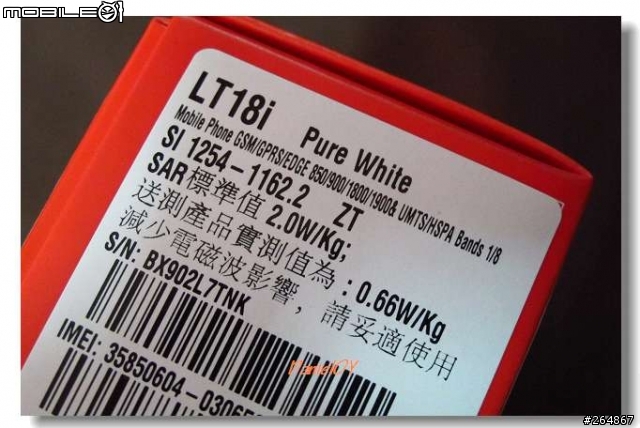 MOBILE01
LT18i Pure White
Mobile Phone GSM/GPRS/EDGE 850/900/1800/1900& UMTS/HSPA Bands 1/8
SI 1254-1162.2 ZT
SAR標準值 2.0W/Kg;
送測產品實測值為：0.66W/Kg
減少電磁波影響，請妥適使用
S/N: BX902L7TNK
IMEI: 35850604-0306
#264867